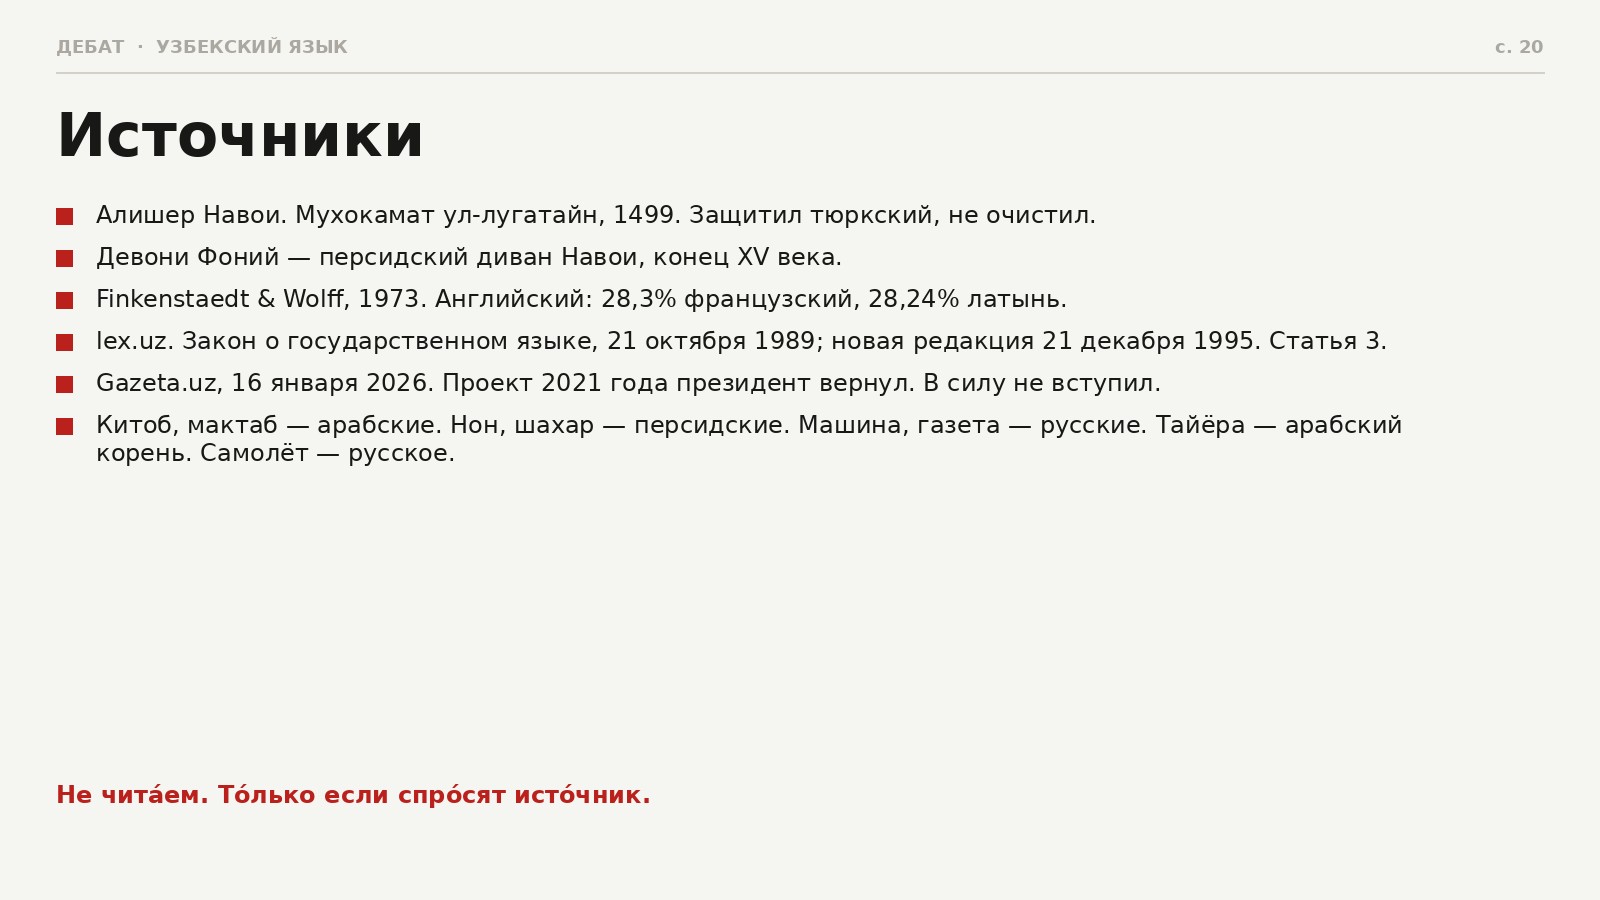 ДЕБАТ · УЗБЕКСКИЙ ЯЗЫК
с. 20
Источники
Алишер Навои. Мухокамат ул-лугатайн, 1499. Защитил тюркский, не очистил.
Девони Фоний — персидский диван Навои, конец XV века.
Finkenstaedt & Wolff, 1973. Английский: 28,3% французский, 28,24% латынь.
lex.uz. Закон о государственном языке, 21 октября 1989; новая редакция 21 декабря 1995. Статья 3.
Gazeta.uz, 16 января 2026. Проект 2021 года президент вернул. В силу не вступил.
Китоб, мактаб — арабские. Нон, шахар — персидские. Машина, газета — русские. Тайёра — арабский
корень. Самолёт — русское.
Не чита́ем. То́лько если спро́сят исто́чник.